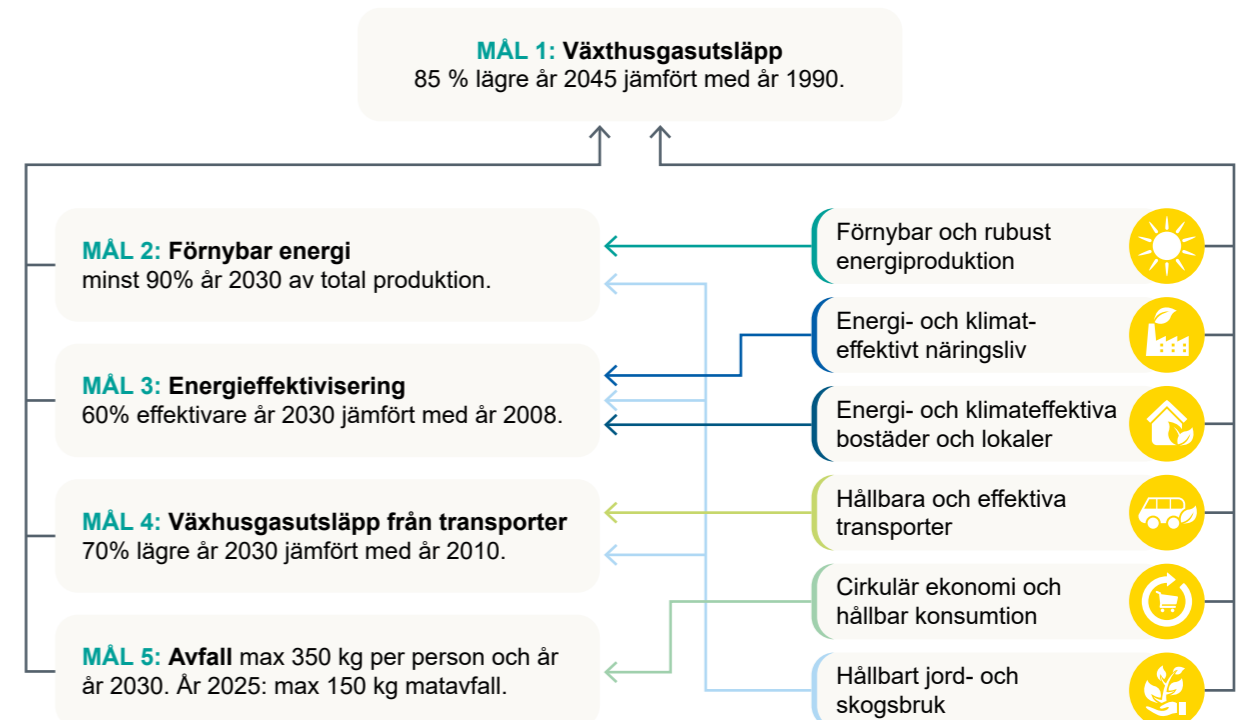 MÅL 1: Växthusgasutsläpp
85 % lägre år 2045 jämfört med år 1990.
MÅL 2: Förnybar energi
minst 90% år 2030 av total produktion.
MÅL 3: Energieffektivisering
60% effektivare år 2030 jämfört med år 2008.
MÅL 4: Växhusgasutsläpp från transporter
70% lägre år 2030 jämfört med år 2010.
MÅL 5: Avfall max 350 kg per person och år
år 2030. År 2025: max 150 kg matavfall.
Förnybar och rubust
energiproduktion
Energi- och klimat-
effektivt näringsliv
Energi- och klimateffektiva
bostäder och lokaler
Hållbara och effektiva
transporter
Cirkulär ekonomi och
hållbar konsumtion
Hållbart jord- och
skogsbruk